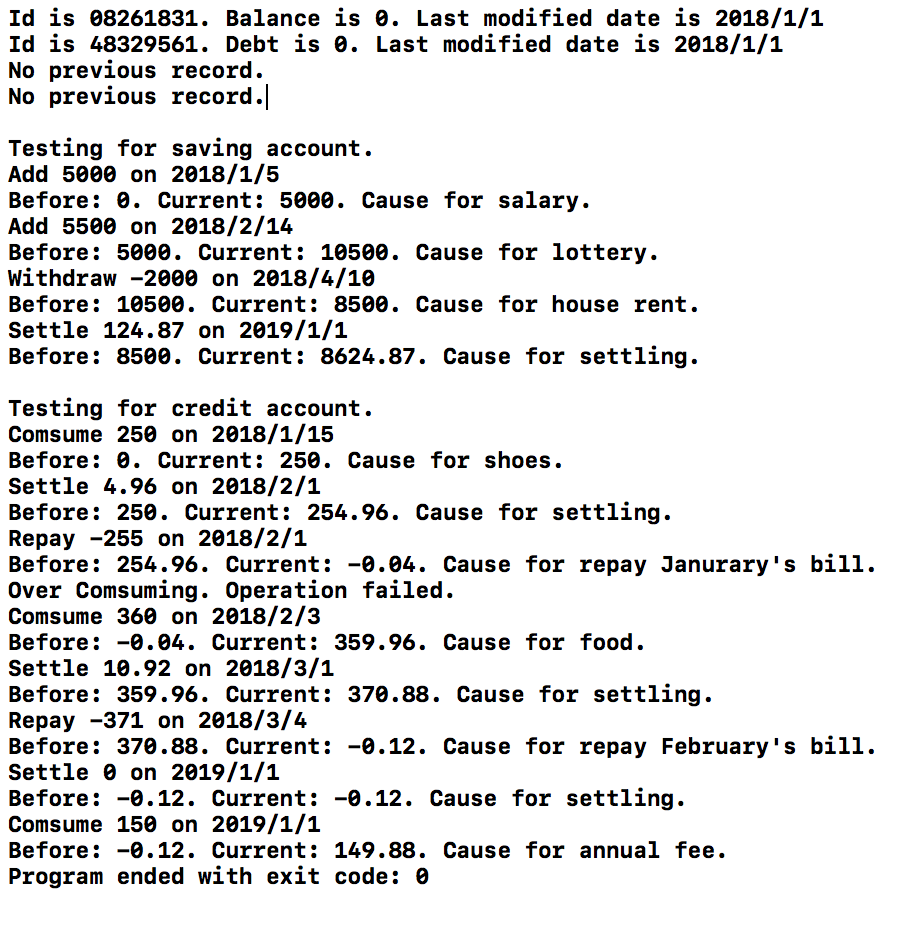 Id is 08261831. Balance is 0. Last modified date is 2018/1/1
Id is 48329561. Debt is 0. Last modified date is 2018/1/1
No previous record.
No previous record.
Testing for saving account.
Add 5000 on 2018/1/5
Before: 0. Current: 5000. Cause for salary.
Add 5500 on 2018/2/14
Before: 5000. Current: 10500. Cause for lottery.
Withdraw -2000 on 2018/4/10
Before: 10500. Current: 8500. Cause for house rent.
Settle 124.87 on 2019/1/1
Before: 8500. Current: 8624.87. Cause for settling.
Testing for credit account.
Comsume 250 on 2018/1/15
Before: 0. Current: 250. Cause for shoes.
Settle 4.96 on 2018/2/1
Before: 250. Current: 254.96. Cause for settling.
Repay -255 on 2018/2/1
Before: 254.96. Current: -0.04. Cause for repay Janurary's bill.
Over Comsuming. Operation failed.
Comsume 360 on 2018/2/3
Before: -0.04. Current: 359.96. Cause for food.
Settle 10.92 on 2018/3/1
Before: 359.96. Current: 370.88. Cause for settling.
Repay -371 on 2018/3/4
Before: 370.88. Current: -0.12. Cause for repay February's bill.
Settle 0 on 2019/1/1
Before: -0.12. Current: -0.12. Cause for settling.
Comsume 150 on 2019/1/1
Before: -0.12. Current: 149.88. Cause for annual fee.
Program ended with exit code: 0